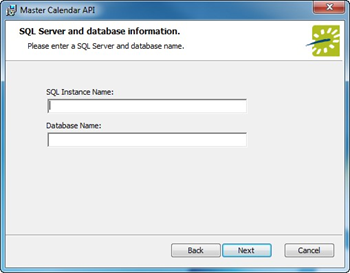 Master Calendar API
SQL Server and database information.
Please enter a SQL Server and database name.
SQL Instance Name:
Database Name:
Back
Next
Cancel